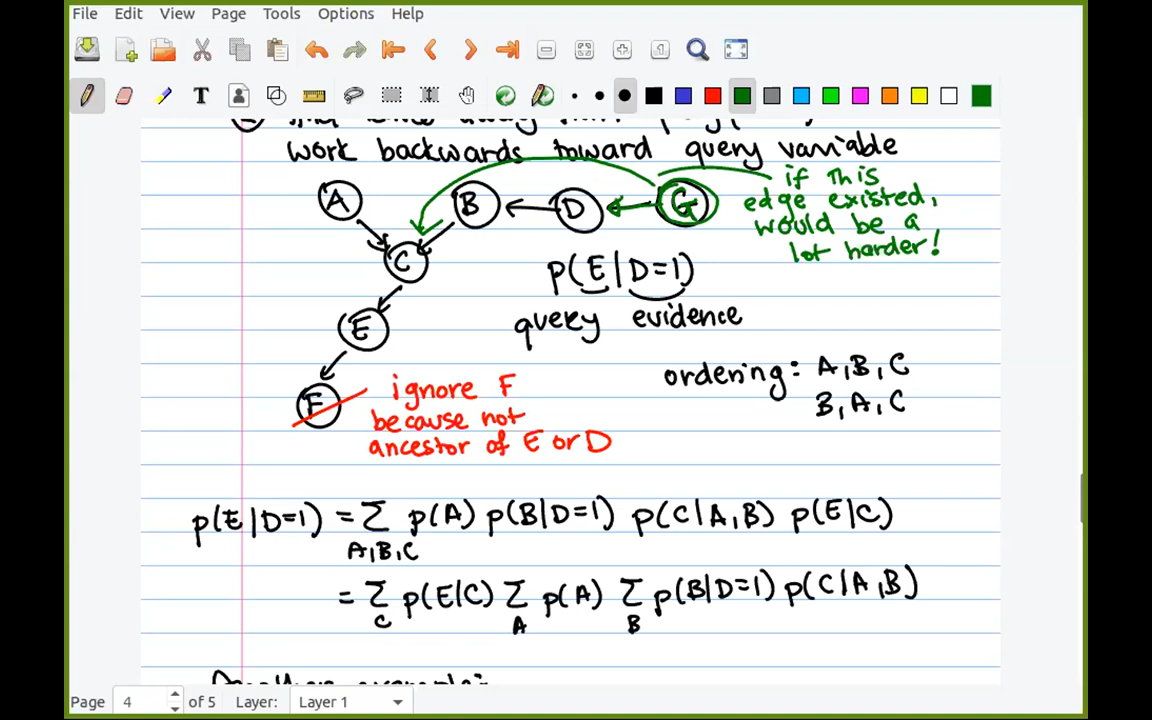 File Edit View Page Tools Options Help
work backwards toward query variable
if this
edge existed,
would be a
lot harder!
A B D G
C
p(E|D=1)
query evidence
E
ordering: A,B,C
B,A,C
F
ignore F
because not
ancestor of E or D
p(E|D=1) = Σ p(A) p(B|D=1) p(C|A,B) p(E|C)
A,B,C
= Σ p(E|C) Σ p(A) Σ p(B|D=1) p(C|A,B)
C A B
Page 4 of 5 Layer: Layer 1